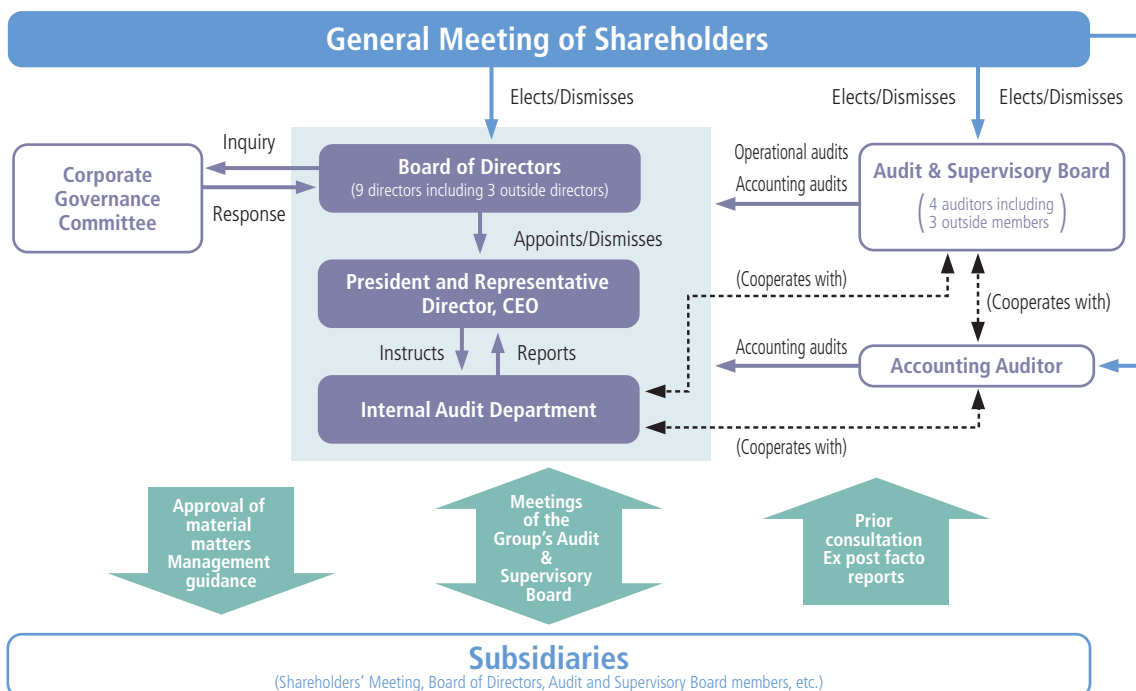 General Meeting of Shareholders
Elects/Dismisses
Elects/Dismisses
Elects/Dismisses
Inquiry
Response
Corporate
Governance
Committee
Board of Directors
(9 directors including 3 outside directors)
Operational audits
Accounting audits
Audit & Supervisory Board
(4 auditors including
3 outside members)
Appoints/Dismisses
President and Representative
Director, CEO
(Cooperates with)
(Cooperates with)
Instructs
Reports
Accounting audits
Accounting Auditor
Internal Audit Department
(Cooperates with)
Approval of
material
matters
Management
guidance
Meetings
of the
Group's Audit
&
Supervisory
Board
Prior
consultation
Ex post facto
reports
Subsidiaries
(Shareholders' Meeting, Board of Directors, Audit and Supervisory Board members, etc.)